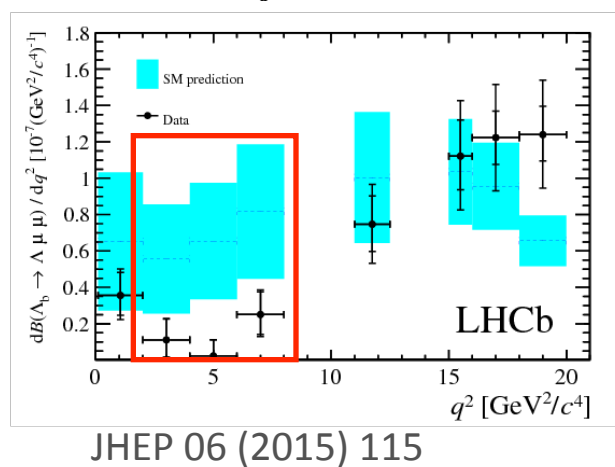 dB(Λb → Λ μ μ) / dq² [10⁻⁷(GeV²/c⁴)⁻¹]
1.8
1.6
1.4
1.2
1
0.8
0.6
0.4
0.2
SM prediction
Data
LHCb
0 5 10 15 20
q² [GeV²/c⁴]
JHEP 06 (2015) 115